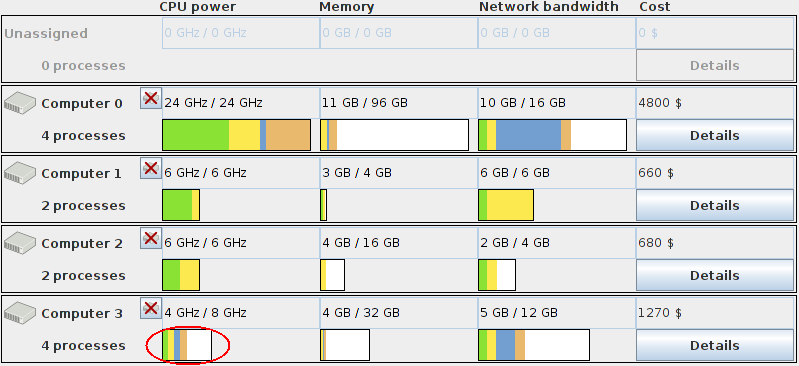 CPU power Memory Network bandwidth Cost
Unassigned 0 GHz / 0 GHz 0 GB / 0 GB 0 GB / 0 GB 0 $
0 processes Details
Computer 0 24 GHz / 24 GHz 11 GB / 96 GB 10 GB / 16 GB 4800 $
4 processes Details
Computer 1 6 GHz / 6 GHz 3 GB / 4 GB 6 GB / 6 GB 660 $
2 processes Details
Computer 2 6 GHz / 6 GHz 4 GB / 16 GB 2 GB / 4 GB 680 $
2 processes Details
Computer 3 4 GHz / 8 GHz 4 GB / 32 GB 5 GB / 12 GB 1270 $
4 processes Details